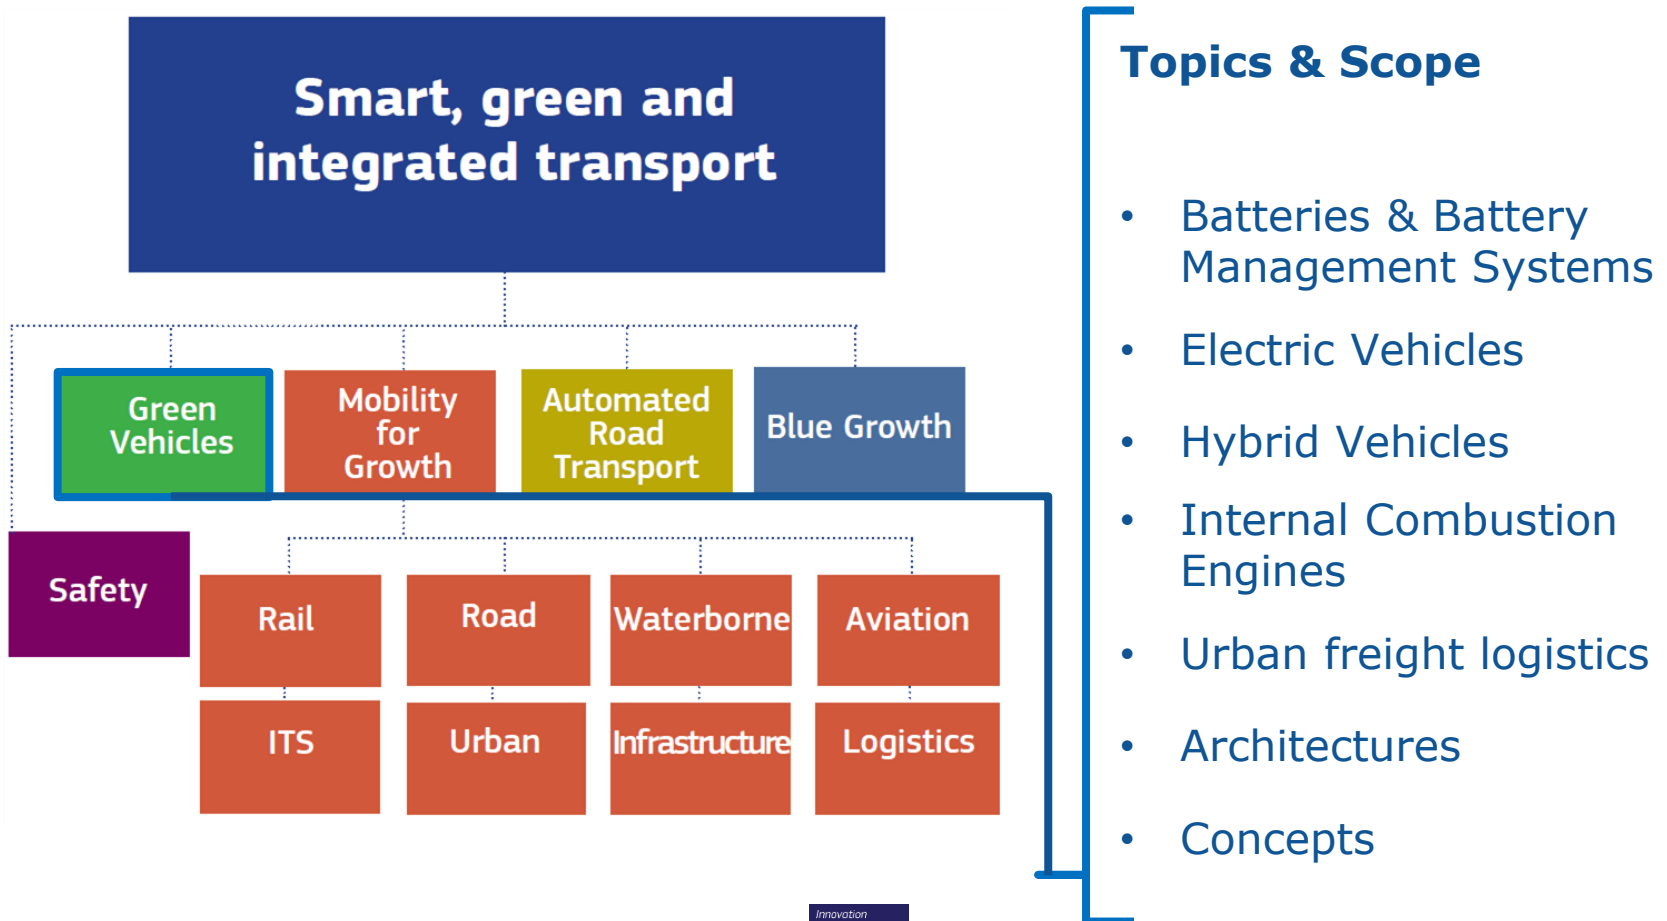 Smart, green and
integrated transport
Green
Vehicles
Mobility
for
Growth
Automated
Road
Transport
Blue Growth
Safety
Rail
Road
Waterborne
Aviation
ITS
Urban
Infrastructure
Logistics
Topics & Scope
• Batteries & Battery
Management Systems
• Electric Vehicles
• Hybrid Vehicles
• Internal Combustion
Engines
• Urban freight logistics
• Architectures
• Concepts
Innovation